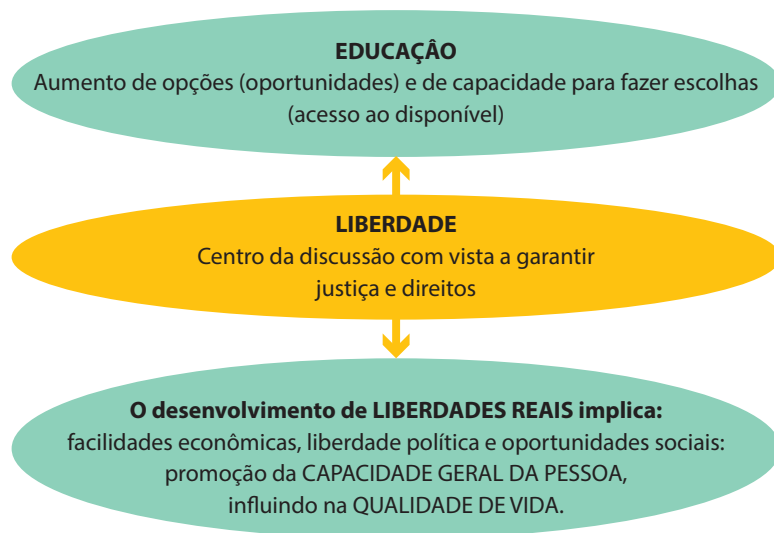 EDUCAÇÂO
Aumento de opções (oportunidades) e de capacidade para fazer escolhas
(acesso ao disponível)
LIBERDADE
Centro da discussão com vista a garantir
justiça e direitos
O desenvolvimento de LIBERDADES REAIS implica:
facilidades econômicas, liberdade política e oportunidades sociais:
promoção da CAPACIDADE GERAL DA PESSOA,
influindo na QUALIDADE DE VIDA.